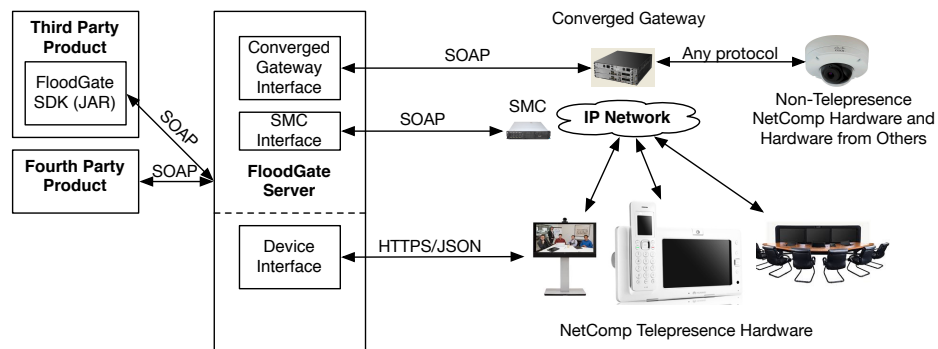 Third Party
Product
FloodGate
SDK (JAR)
Fourth Party
Product
SOAP
SOAP
Converged
Gateway
Interface
SMC
Interface
FloodGate
Server
Device
Interface
SOAP
SOAP
HTTPS/JSON
Converged Gateway
Any protocol
SMC
IP Network
Non-Telepresence
NetComp Hardware and
Hardware from Others
NetComp Telepresence Hardware